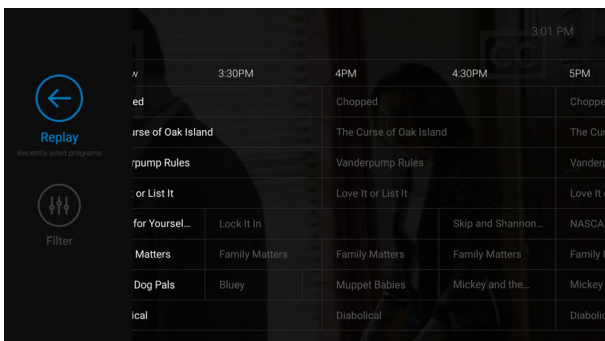 3:01 PM
w 3:30PM 4PM 4:30PM 5PM
Replay
Recently aired programs
Filter
ed Chopped Choppe
urse of Oak Island The Curse of Oak Island The Cur
rpump Rules Vanderpump Rules Vander
or List It Love It or List It Love It
for Yoursel... Lock It In Skip and Shannon... NASCA
Matters Family Matters Family Matters Family Matters Family
Dog Pals Bluey Muppet Babies Mickey and the... Mickey
ical Diabolical Diabolic
CC